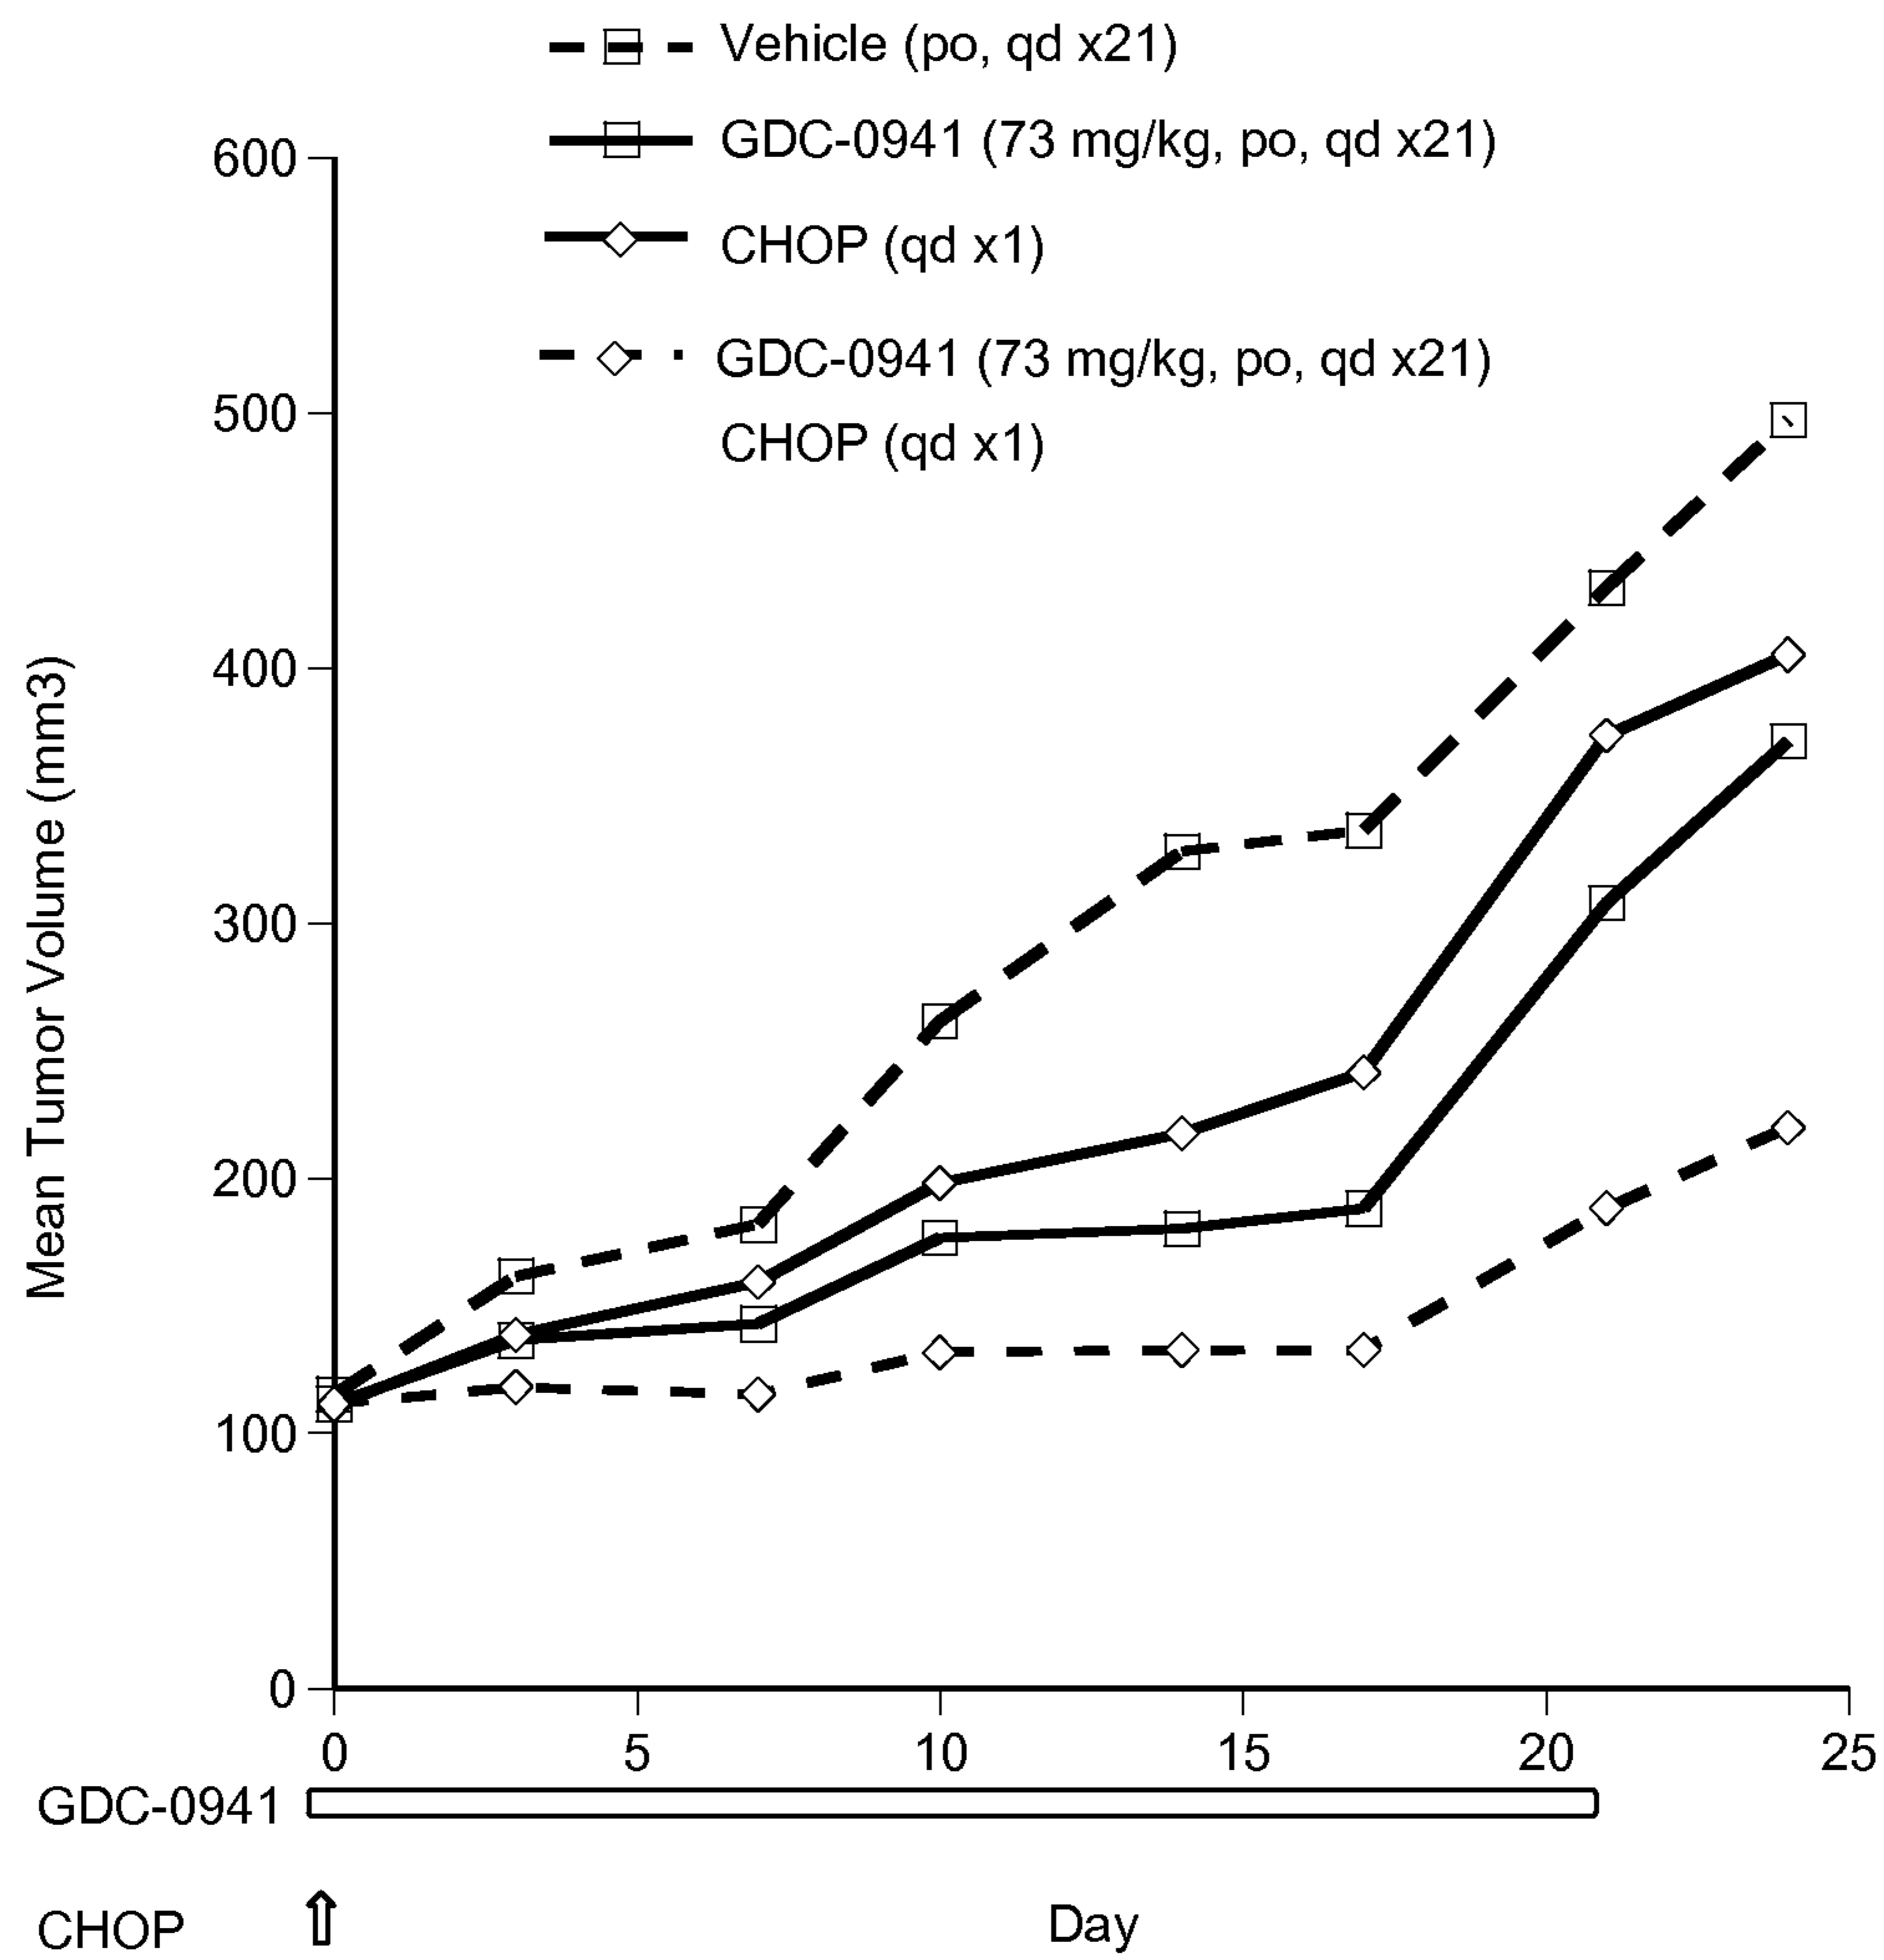 Vehicle (po, qd x21)
GDC-0941 (73 mg/kg, po, qd x21)
CHOP (qd x1)
GDC-0941 (73 mg/kg, po, qd x21)
CHOP (qd x1)
Mean Tumor Volume (mm3)
600
500
400
300
200
100
0
0 5 10 15 20 25
GDC-0941
CHOP
Day